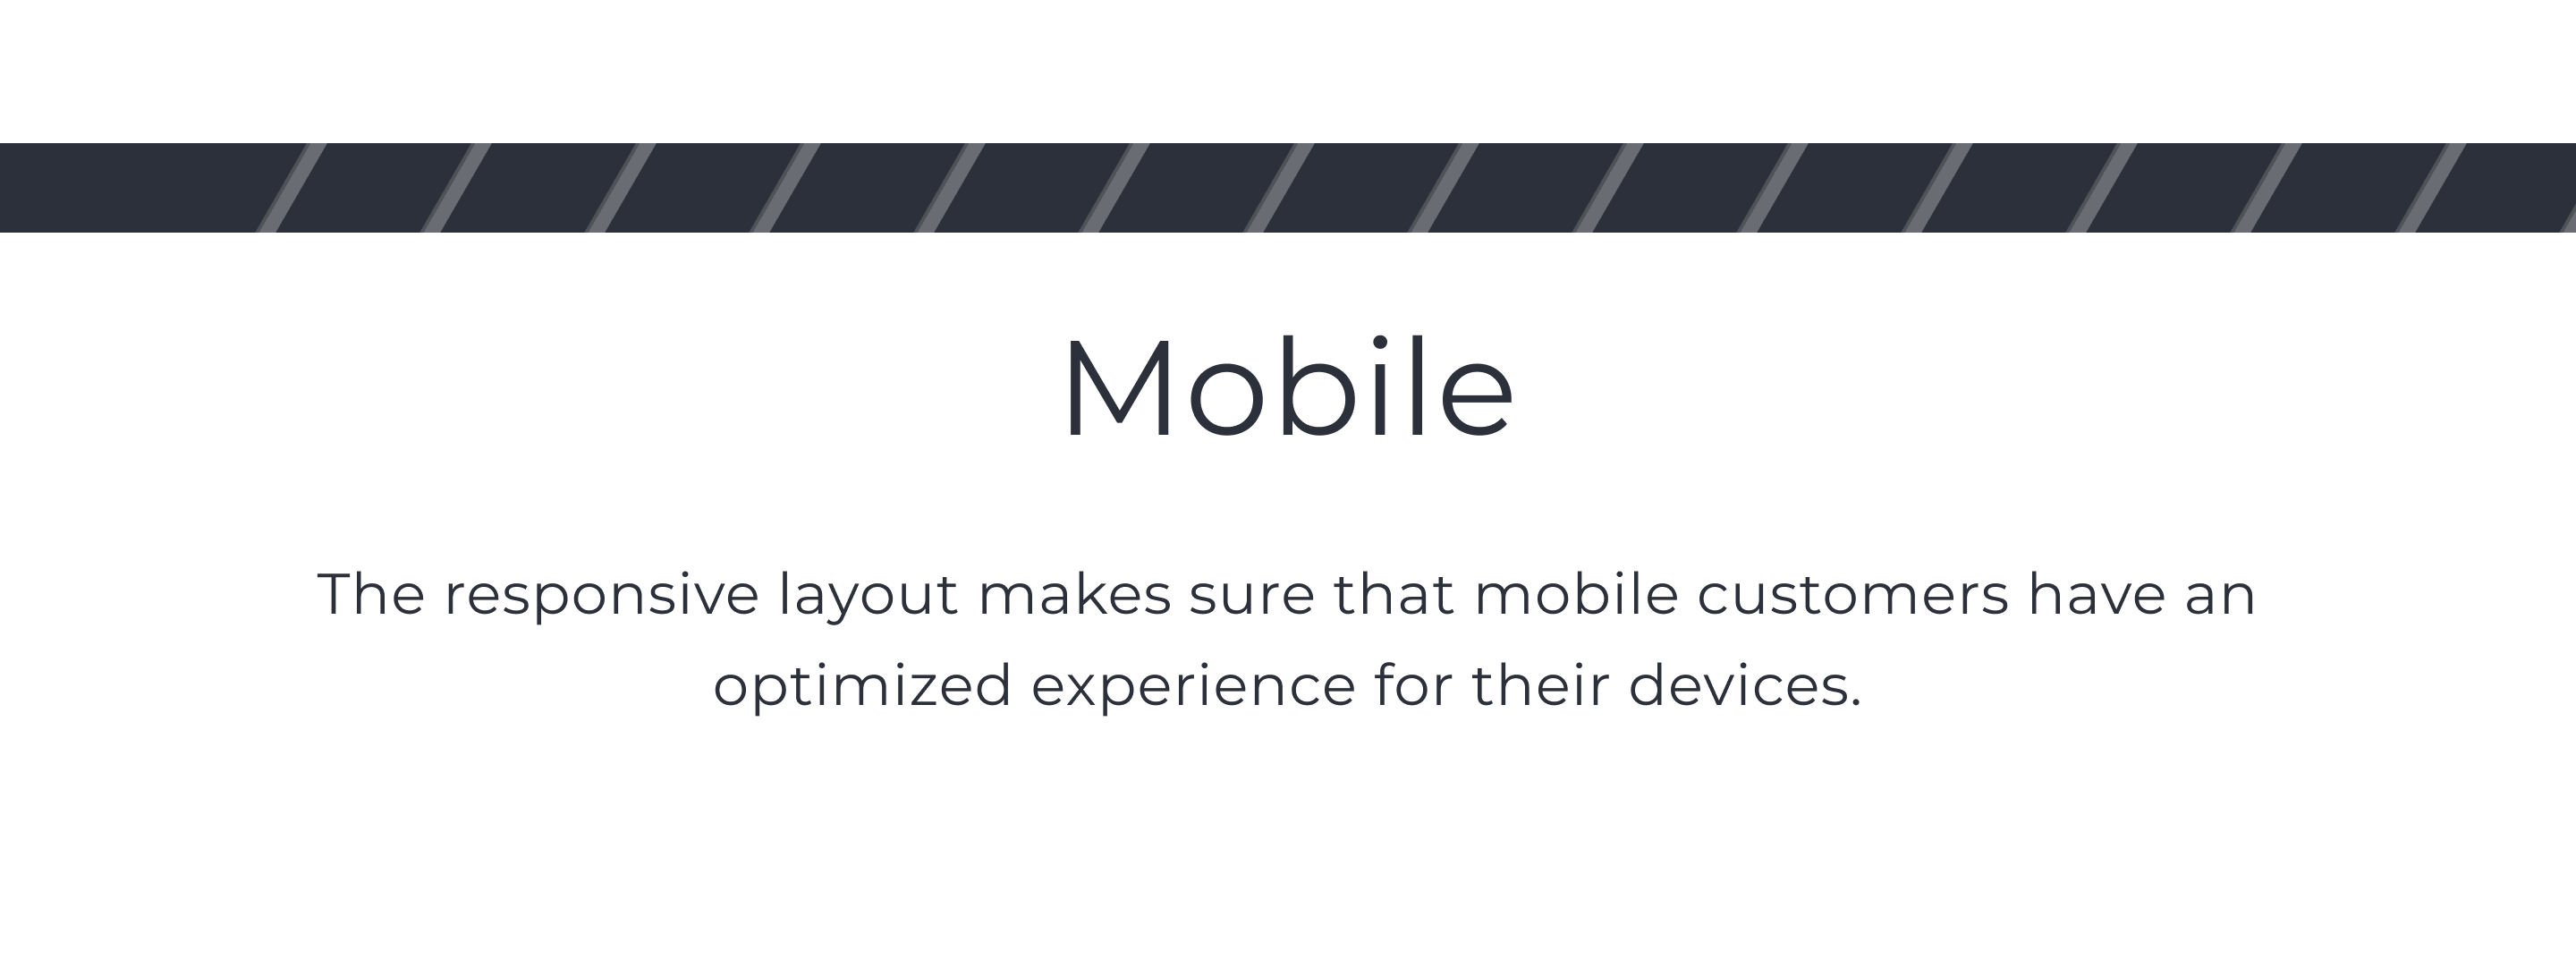 Mobile
The responsive layout makes sure that mobile customers have an
optimized experience for their devices.